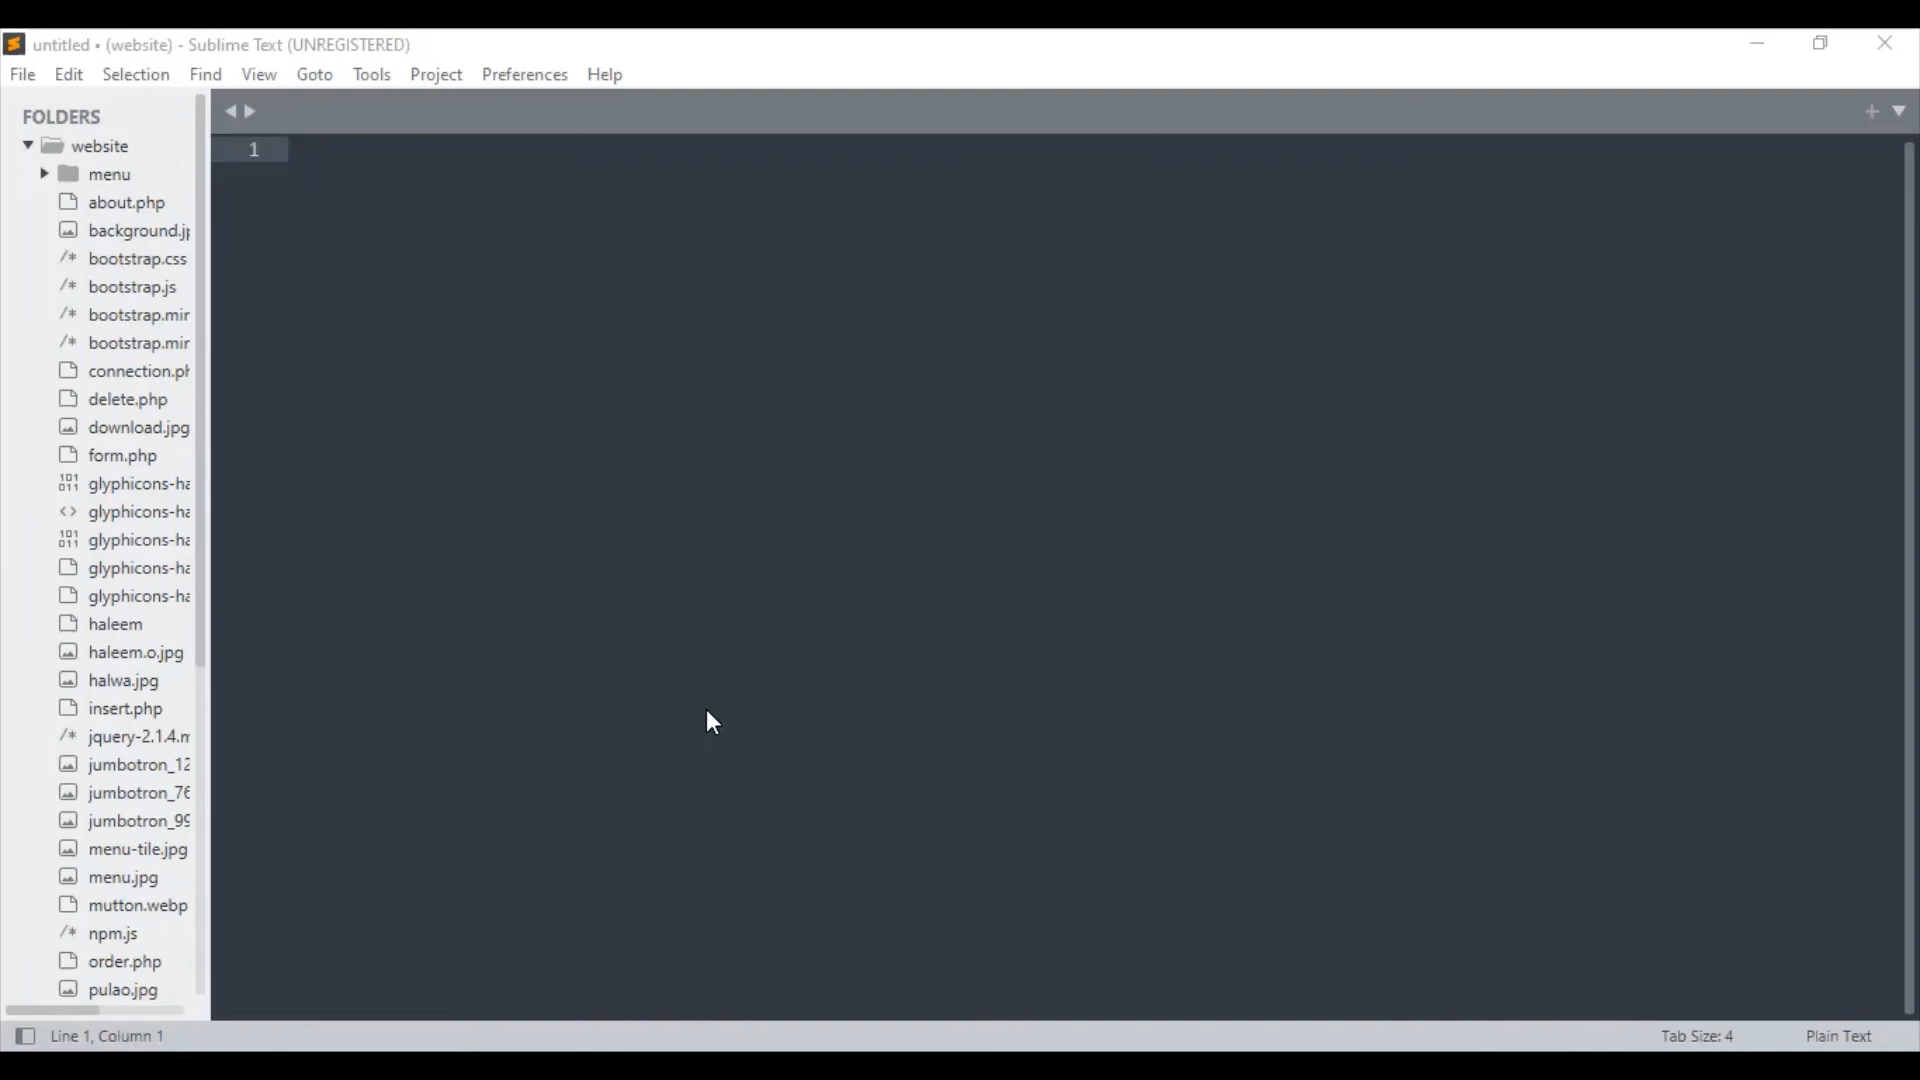 untitled • (website) - Sublime Text (UNREGISTERED)
File Edit Selection Find View Goto Tools Project Preferences Help
FOLDERS
website
1
menu
about.php
background.jp
bootstrap.css
bootstrap.js
bootstrap.mir
bootstrap.mir
connection.ph
delete.php
download.jpg
form.php
glyphicons-ha
glyphicons-ha
glyphicons-ha
glyphicons-ha
glyphicons-ha
haleem
haleem.o.jpg
halwa.jpg
insert.php
jquery-2.1.4.m
jumbotron_12
jumbotron_76
jumbotron_99
menu-tile.jpg
menu.jpg
mutton.webp
npm.js
order.php
pulao.jpg
Line 1, Column 1 Tab Size: 4 Plain Text